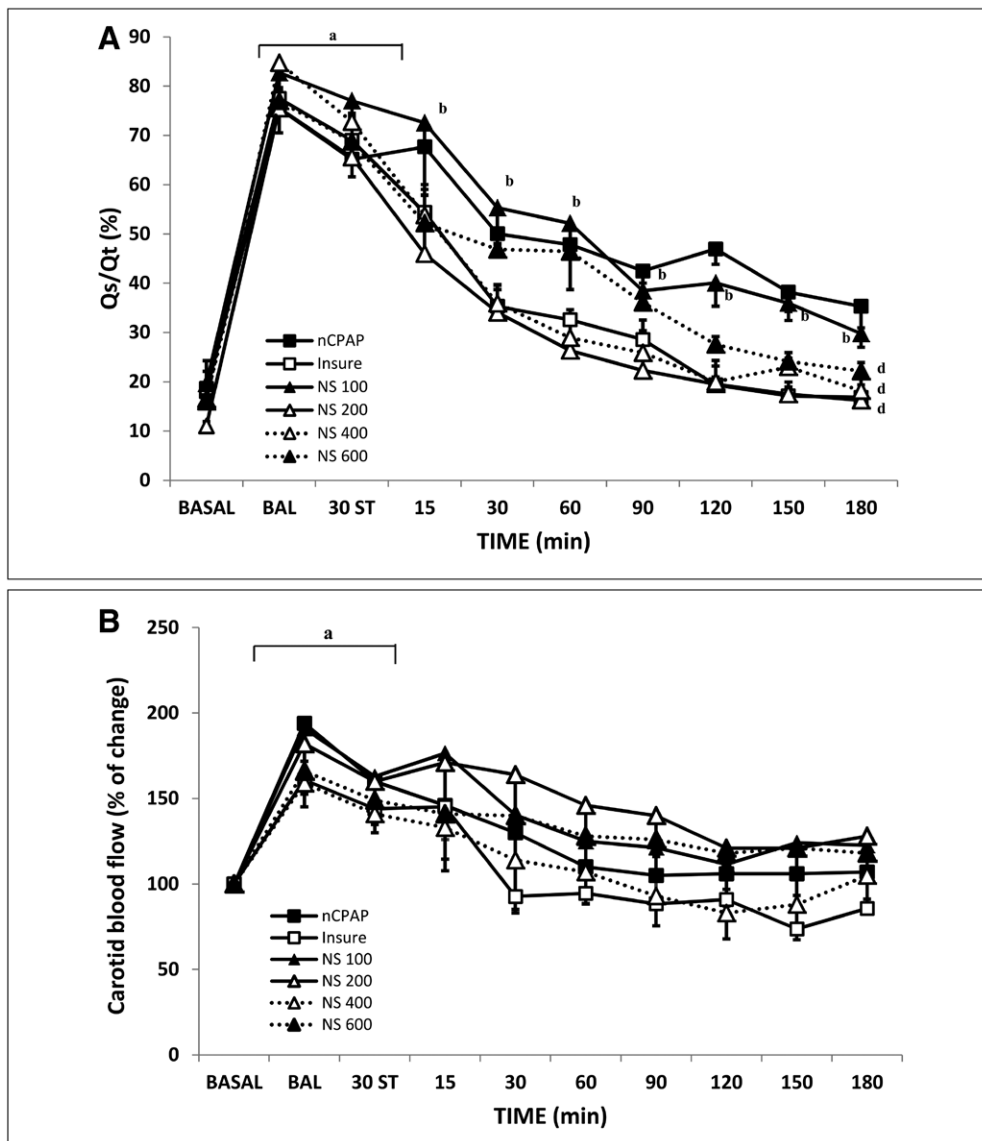 A
a
90
80
70
60
50
40
30
20
10
0
Qs/Qt (%)
b
b
b
b
b
b
b
d
d
d
nCPAP
Insure
NS 100
NS 200
NS 400
NS 600
BASAL BAL 30 ST 15 30 60 90 120 150 180
TIME (min)
B
a
250
200
150
100
50
0
Carotid blood flow (% of change)
nCPAP
Insure
NS 100
NS 200
NS 400
NS 600
BASAL BAL 30 ST 15 30 60 90 120 150 180
TIME (min)